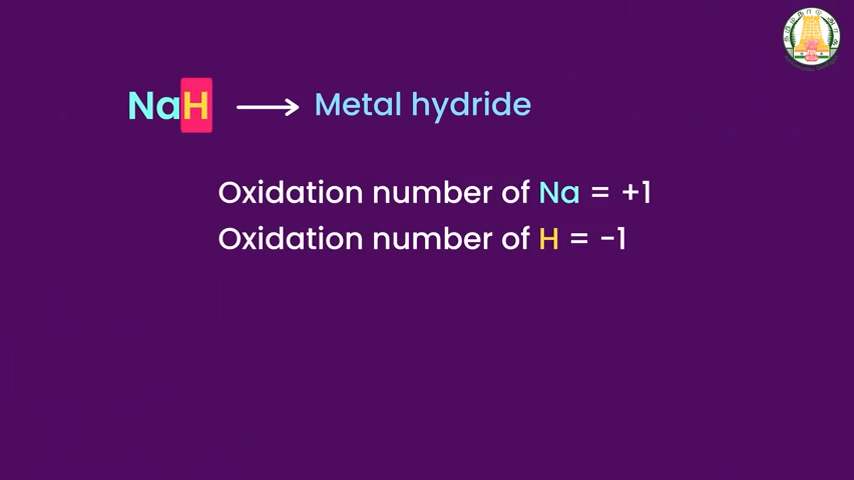 NaH → Metal hydride
Oxidation number of Na = +1
Oxidation number of H = −1